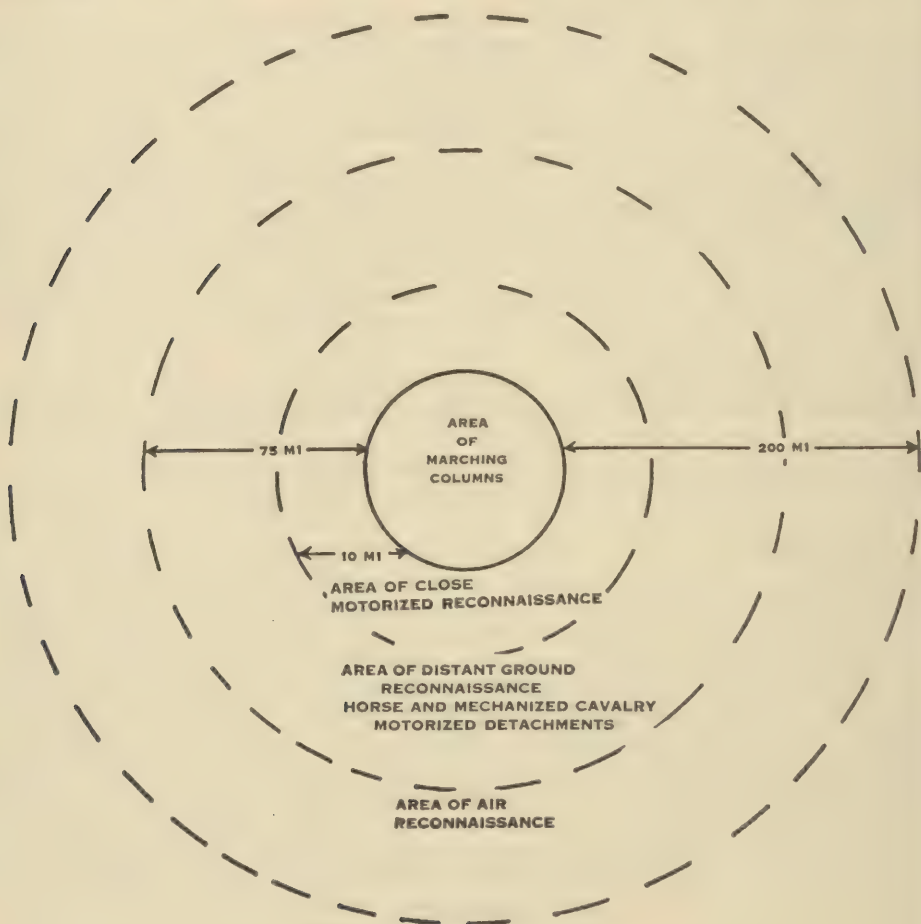 AREA
OF
MARCHING
COLUMNS
75 MI
200 MI
10 MI
AREA OF CLOSE
MOTORIZED RECONNAISSANCE
AREA OF DISTANT GROUND
RECONNAISSANCE
HORSE AND MECHANIZED CAVALRY
MOTORIZED DETACHMENTS
AREA OF AIR
RECONNAISSANCE